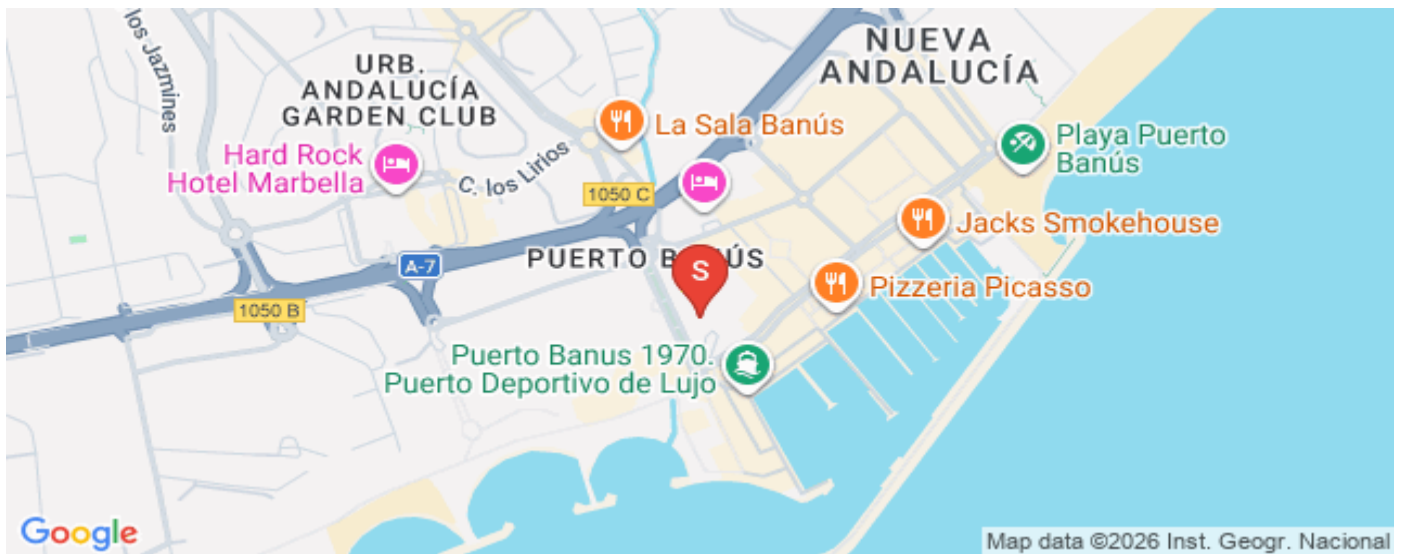 los Jazmines
URB.
ANDALUCÍA
GARDEN CLUB
NUEVA
ANDALUCÍA
La Sala Banús
Playa Puerto
Banús
Hard Rock
Hotel Marbella
C. los Lirios
1050 C
Jacks Smokehouse
PUERTO B ÚS
S
A-7
Pizzeria Picasso
1050 B
Puerto Banus 1970.
Puerto Deportivo de Lujo
Google
Map data ©2026 Inst. Geogr. Nacional